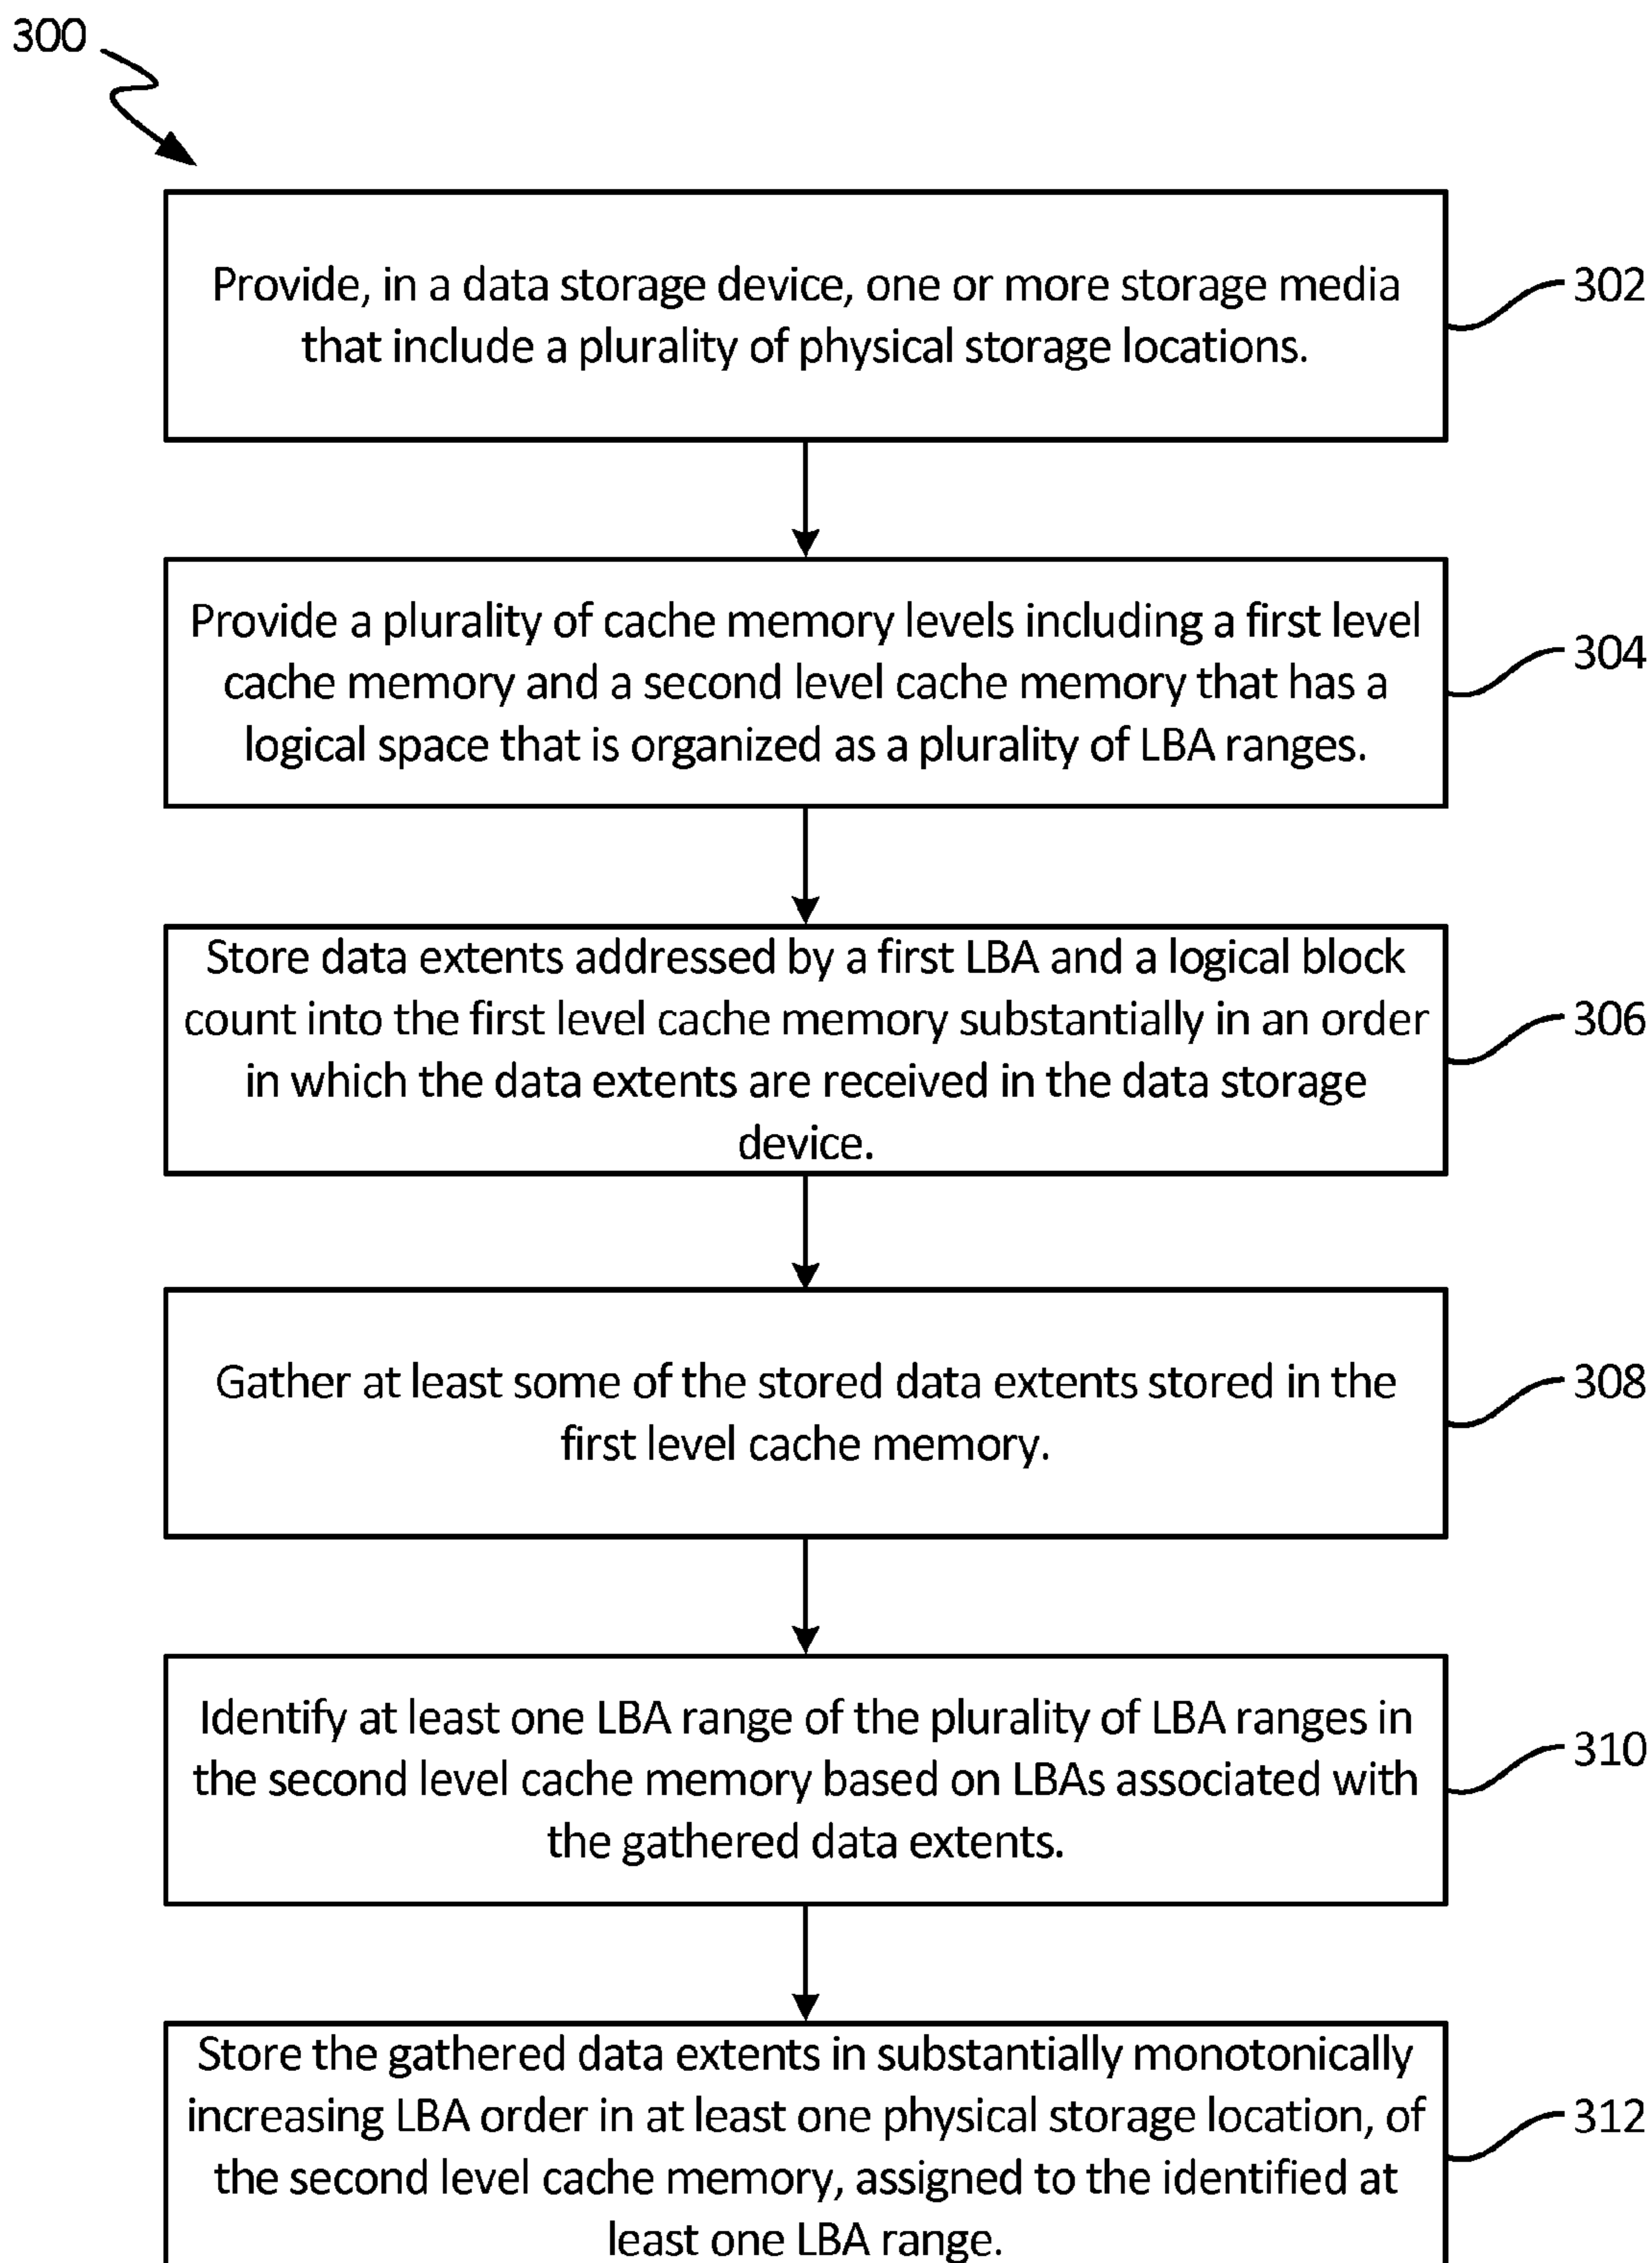 300
Provide, in a data storage device, one or more storage media
that include a plurality of physical storage locations.
302
Provide a plurality of cache memory levels including a first level
cache memory and a second level cache memory that has a
logical space that is organized as a plurality of LBA ranges.
304
Store data extents addressed by a first LBA and a logical block
count into the first level cache memory substantially in an order
in which the data extents are received in the data storage
device.
306
Gather at least some of the stored data extents stored in the
first level cache memory.
308
Identify at least one LBA range of the plurality of LBA ranges in
the second level cache memory based on LBAs associated with
the gathered data extents.
310
Store the gathered data extents in substantially monotonically
increasing LBA order in at least one physical storage location, of
the second level cache memory, assigned to the identified at
least one LBA range.
312